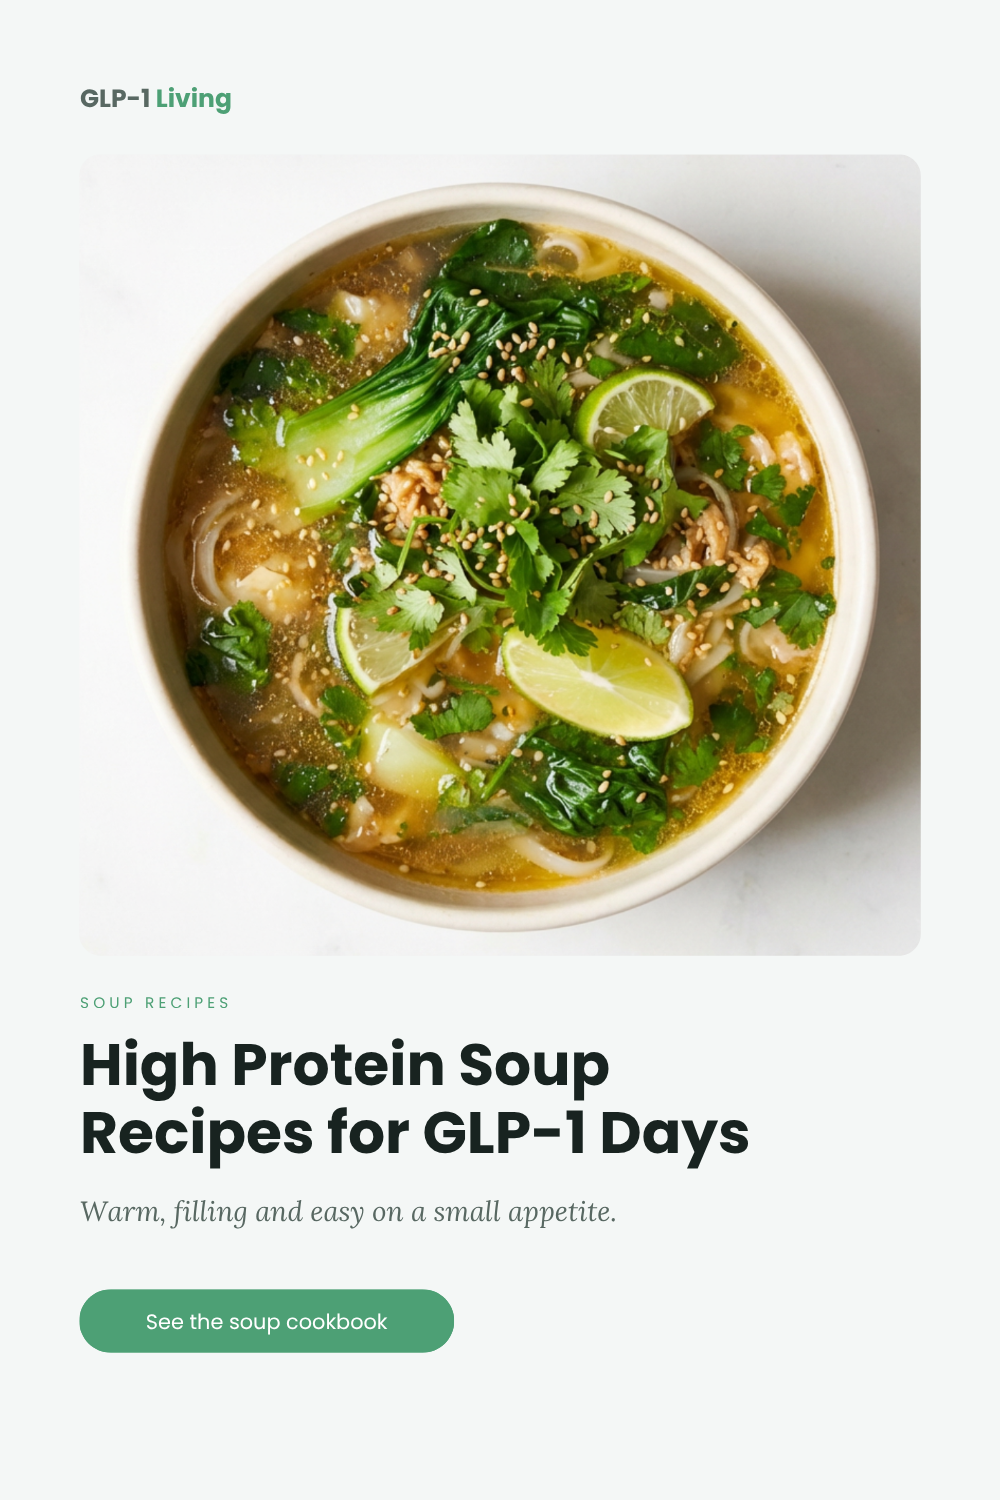 GLP-1 Living
SOUP RECIPES
High Protein Soup
Recipes for GLP-1 Days
Warm, filling and easy on a small appetite.
See the soup cookbook